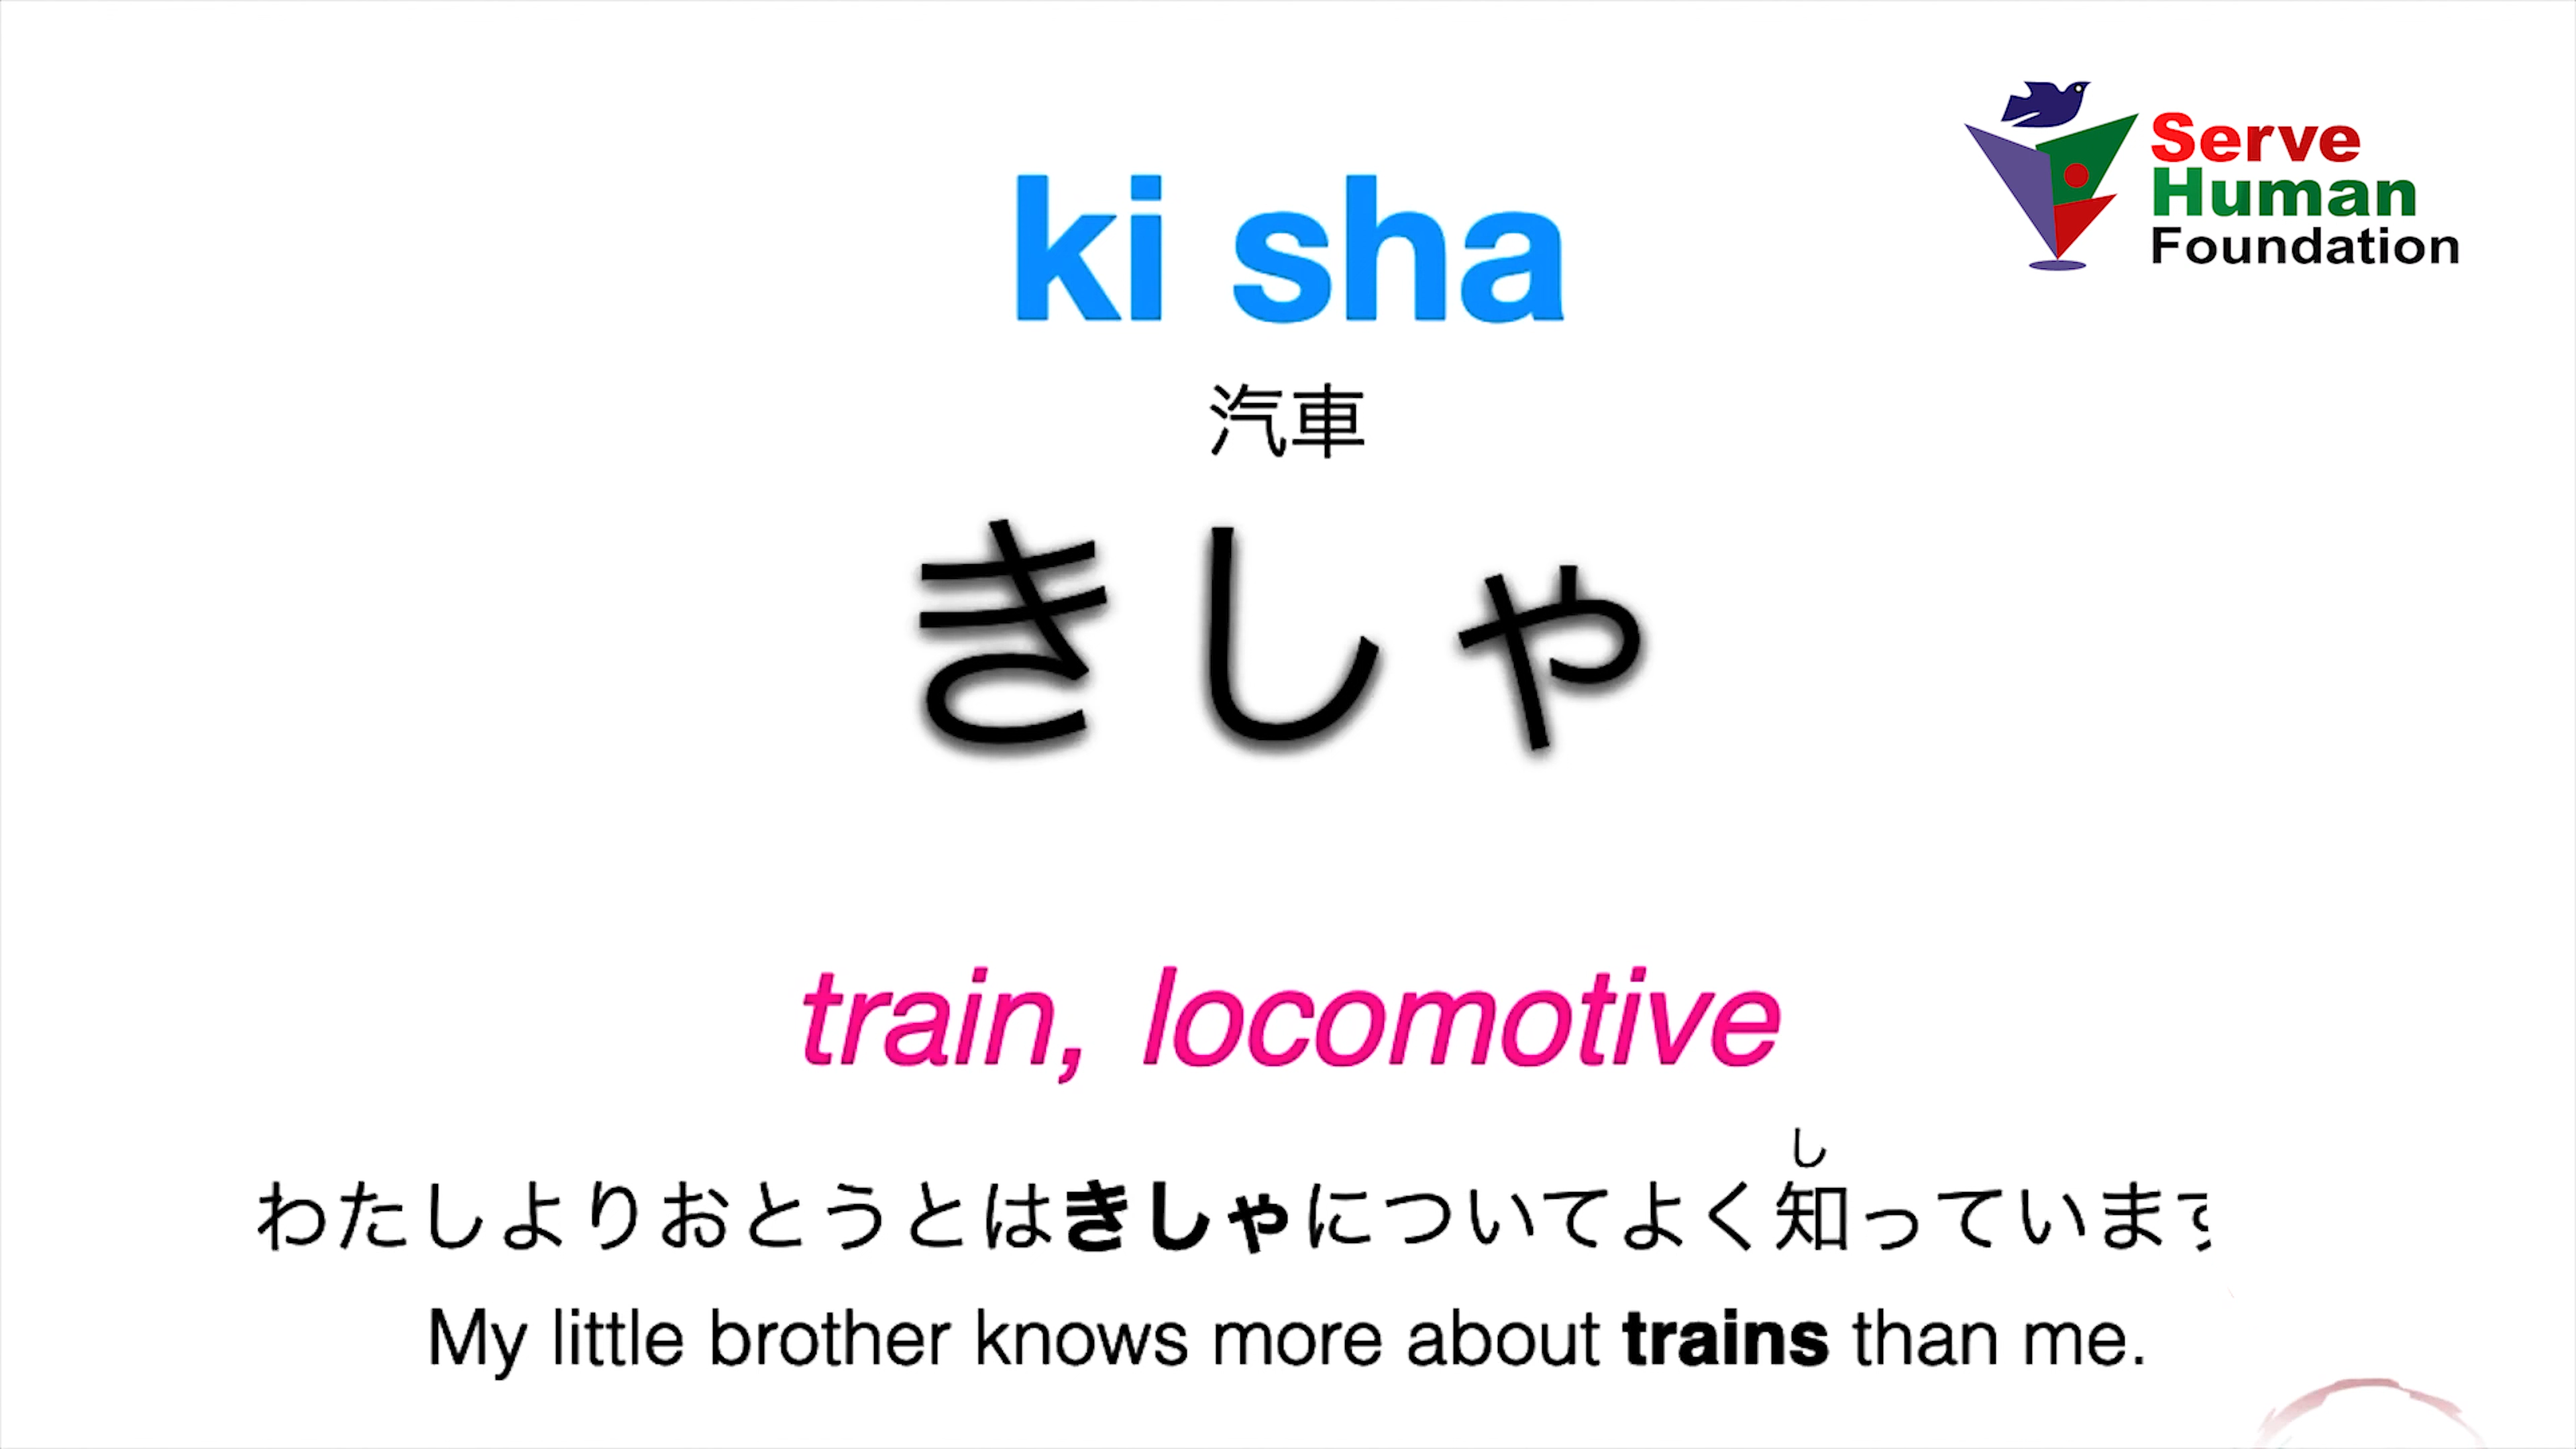 Serve
Human
Foundation
ki sha
汽車
きしゃ
train, locomotive
し
わたしよりおとうとはきしゃについてよく知っています
My little brother knows more about trains than me.